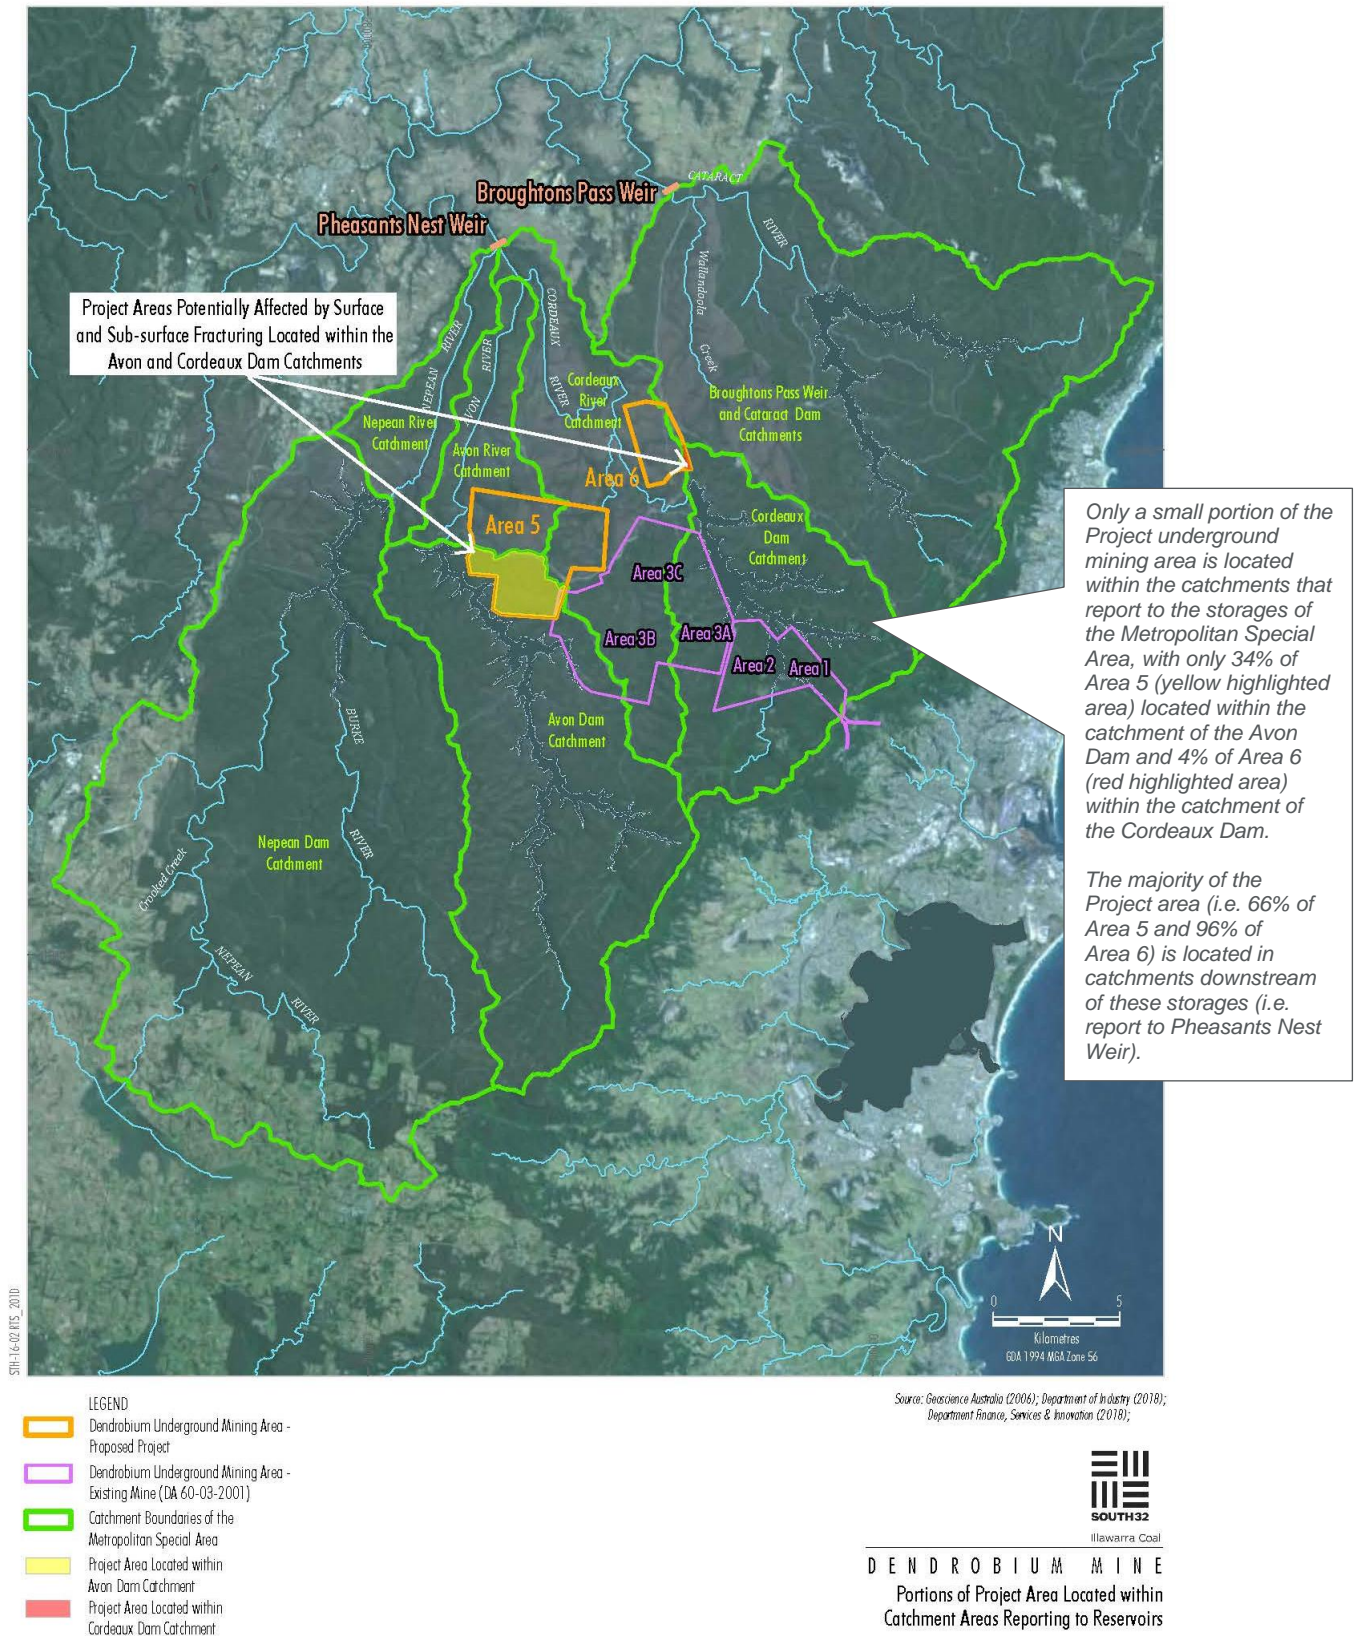 CATARACT
RIVER
Broughtons Pass Weir
Pheasants Nest Weir
Wallandoola
Creek
Project Areas Potentially Affected by Surface
and Sub-surface Fracturing Located within the
Avon and Cordeaux Dam Catchments
NEPEAN
RIVER
RIVER
CORDEAUX
RIVER
Cordeaux
River
Catchment
Broughtons Pass Weir
and Cataract Dam
Catchments
Nepean River
Catchment
Avon River
Catchment
Area 6
Area 5
Cordeaux
Dam
Catchment
Area 3C
Area 3B
Area 3A
Area 2
Area 1
Avon Dam
Catchment
BURKE
RIVER
Nepean Dam
Catchment
Crooked Creek
NEPEAN
RIVER
Only a small portion of the
Project underground
mining area is located
within the catchments that
report to the storages of
the Metropolitan Special
Area, with only 34% of
Area 5 (yellow highlighted
area) located within the
catchment of the Avon
Dam and 4% of Area 6
(red highlighted area)
within the catchment of
the Cordeaux Dam.
The majority of the
Project area (i.e. 66% of
Area 5 and 96% of
Area 6) is located in
catchments downstream
of these storages (i.e.
report to Pheasants Nest
Weir).
N
0 5
Kilometres
GDA 1994 MGA Zone 56
STH-16-02 RTS_201D
LEGEND
Dendrobium Underground Mining Area -
Proposed Project
Dendrobium Underground Mining Area -
Existing Mine (DA 60-03-2001)
Catchment Boundaries of the
Metropolitan Special Area
Project Area Located within
Avon Dam Catchment
Project Area Located within
Cordeaux Dam Catchment
Source: Geoscience Australia (2006); Department of Industry (2018);
Department Finance, Services & Innovation (2018);
SOUTH32
Illawarra Coal
DENDROBIUM MINE
Portions of Project Area Located within
Catchment Areas Reporting to Reservoirs